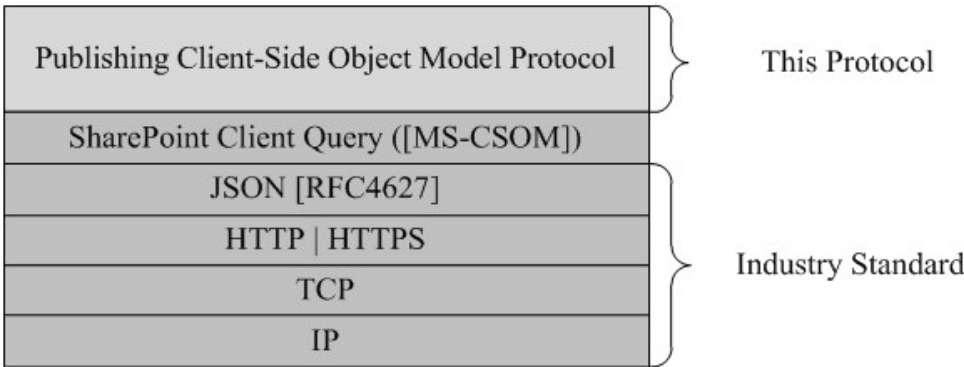 Publishing Client-Side Object Model Protocol
This Protocol
SharePoint Client Query ([MS-CSOM])
JSON [RFC4627]
HTTP | HTTPS
Industry Standard
TCP
IP